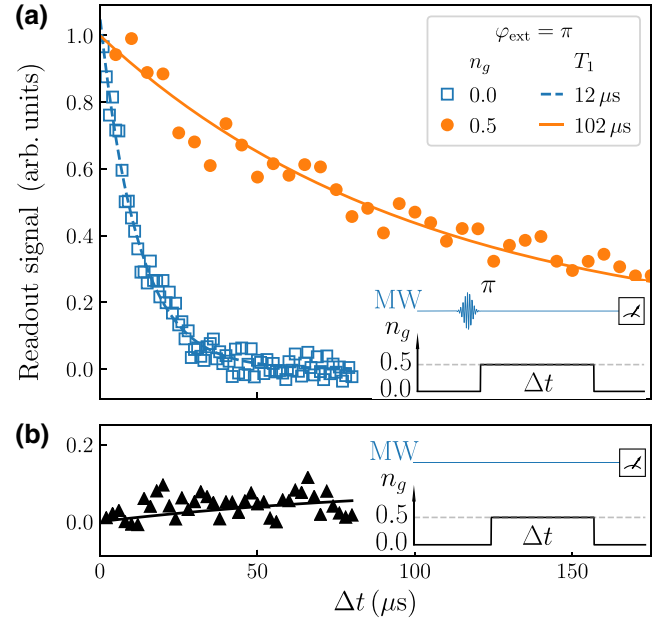 (a)
φext = π
ng T1
0.0 12 μs
0.5 102 μs
1.0
0.8
0.6
0.4
0.2
0.0
Readout signal (arb. units)
π
MW
ng
0.5
0.0
Δt
(b)
0.2
0.0
MW
ng
0.5
0.0
Δt
0 50 100 150
Δt (μs)